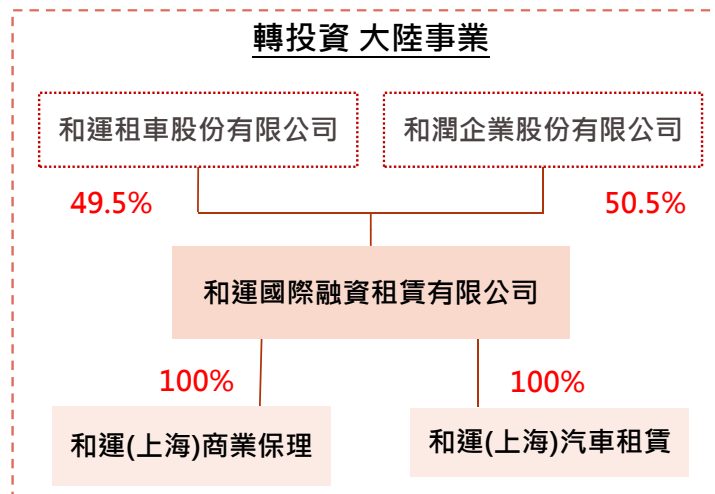 轉投資 大陸事業
和運租車股份有限公司
和潤企業股份有限公司
49.5%
50.5%
和運國際融資租賃有限公司
100%
100%
和運(上海)商業保理
和運(上海)汽車租賃